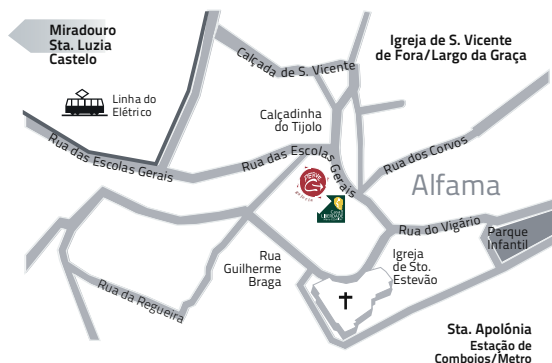 Miradouro
Sta. Luzia
Castelo
Igreja de S. Vicente
de Fora/Largo da Graça
Calçada de S. Vicente
Linha do
Elétrico
Calçadinha
do Tijolo
Rua das Escolas Gerais
Rua das Escolas Gerais
Rua dos Corvos
Alfama
Rua do Vigário
Parque
Infantil
Rua
Guilherme
Braga
Igreja
de Sto.
Estevão
Rua da Regueira
Sta. Apolónia
Estação de
Comboios/Metro